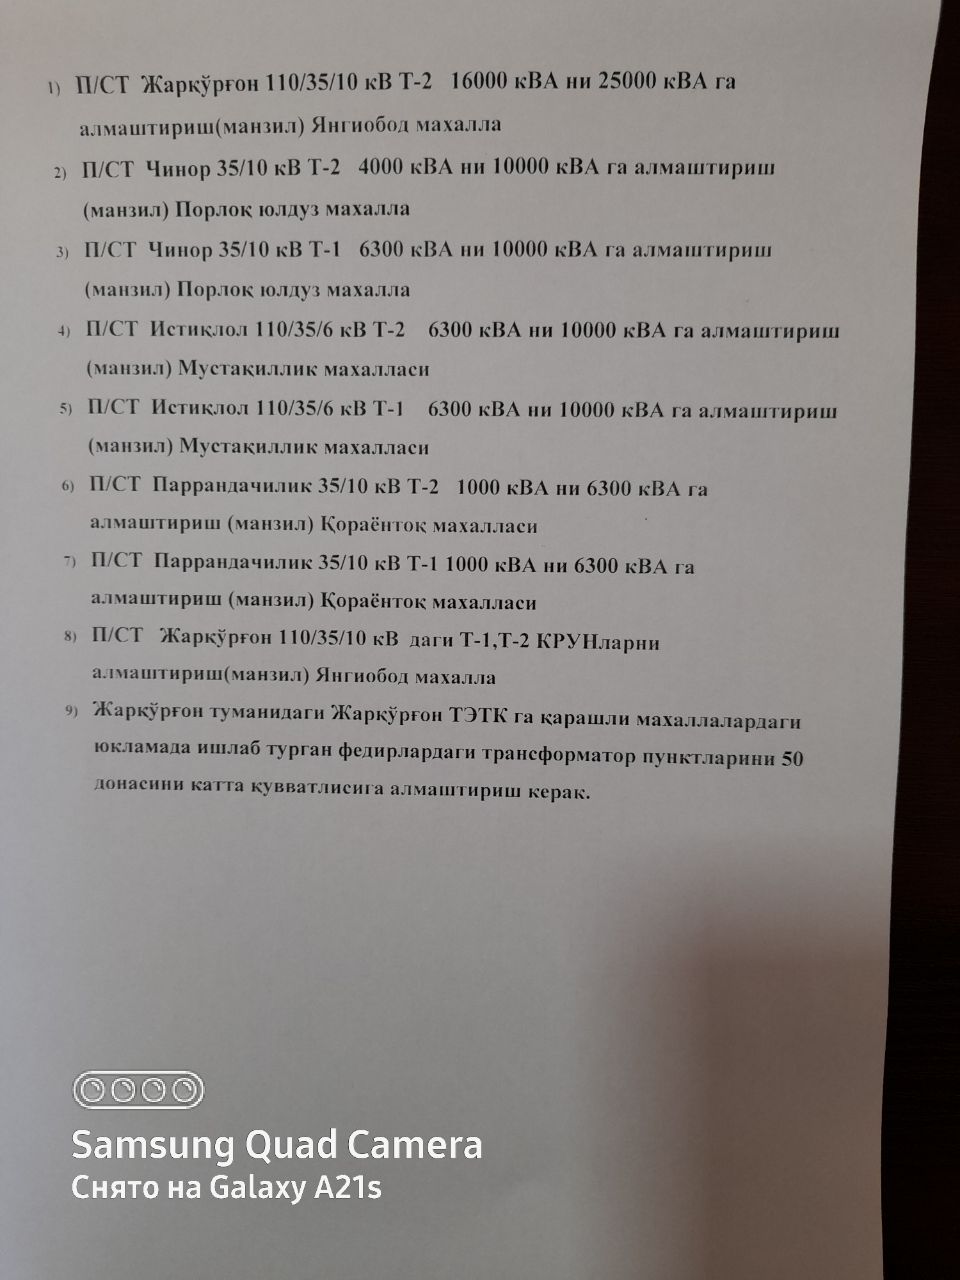 1) П/СТ Жарқўрғон 110/35/10 кВ Т-2 16000 кВА ни 25000 кВА га
алмаштириш(манзил) Янгиобод махалла
2) П/СТ Чинор 35/10 кВ Т-2 4000 кВА ни 10000 кВА га алмаштириш
(манзил) Порлоқ юлдуз махалла
3) П/СТ Чинор 35/10 кВ Т-1 6300 кВА ни 10000 кВА га алмаштириш
(манзил) Порлоқ юлдуз махалла
4) П/СТ Истиқлол 110/35/6 кВ Т-2 6300 кВА ни 10000 кВА га алмаштириш
(манзил) Мустақиллик махалласи
5) П/СТ Истиқлол 110/35/6 кВ Т-1 6300 кВА ни 10000 кВА га алмаштириш
(манзил) Мустақиллик махалласи
6) П/СТ Паррандачилик 35/10 кВ Т-2 1000 кВА ни 6300 кВА га
алмаштириш (манзил) Қораёнтоқ махалласи
7) П/СТ Паррандачилик 35/10 кВ Т-1 1000 кВА ни 6300 кВА га
алмаштириш (манзил) Қораёнтоқ махалласи
8) П/СТ Жарқўрғон 110/35/10 кВ даги Т-1,Т-2 КРУНларни
алмаштириш(манзил) Янгиобод махалла
9) Жарқўрғон туманидаги Жарқўрғон ТЭТК га қарашли махаллалардаги
юкламада ишлаб турган федирлардаги трансформатор пунктларини 50
донасини катта қувватлисига алмаштириш керак.
Samsung Quad Camera
Снято на Galaxy A21s